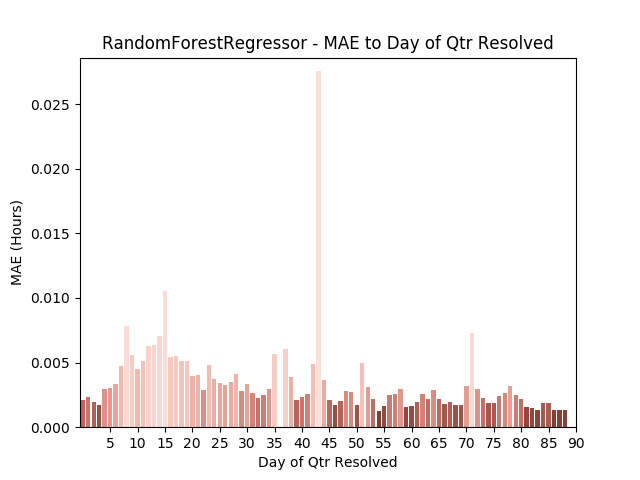 RandomForestRegressor - MAE to Day of Qtr Resolved
0.025
0.020
0.015
0.010
0.005
0.000
MAE (Hours)
5 10 15 20 25 30 35 40 45 50 55 60 65 70 75 80 85 90
Day of Qtr Resolved